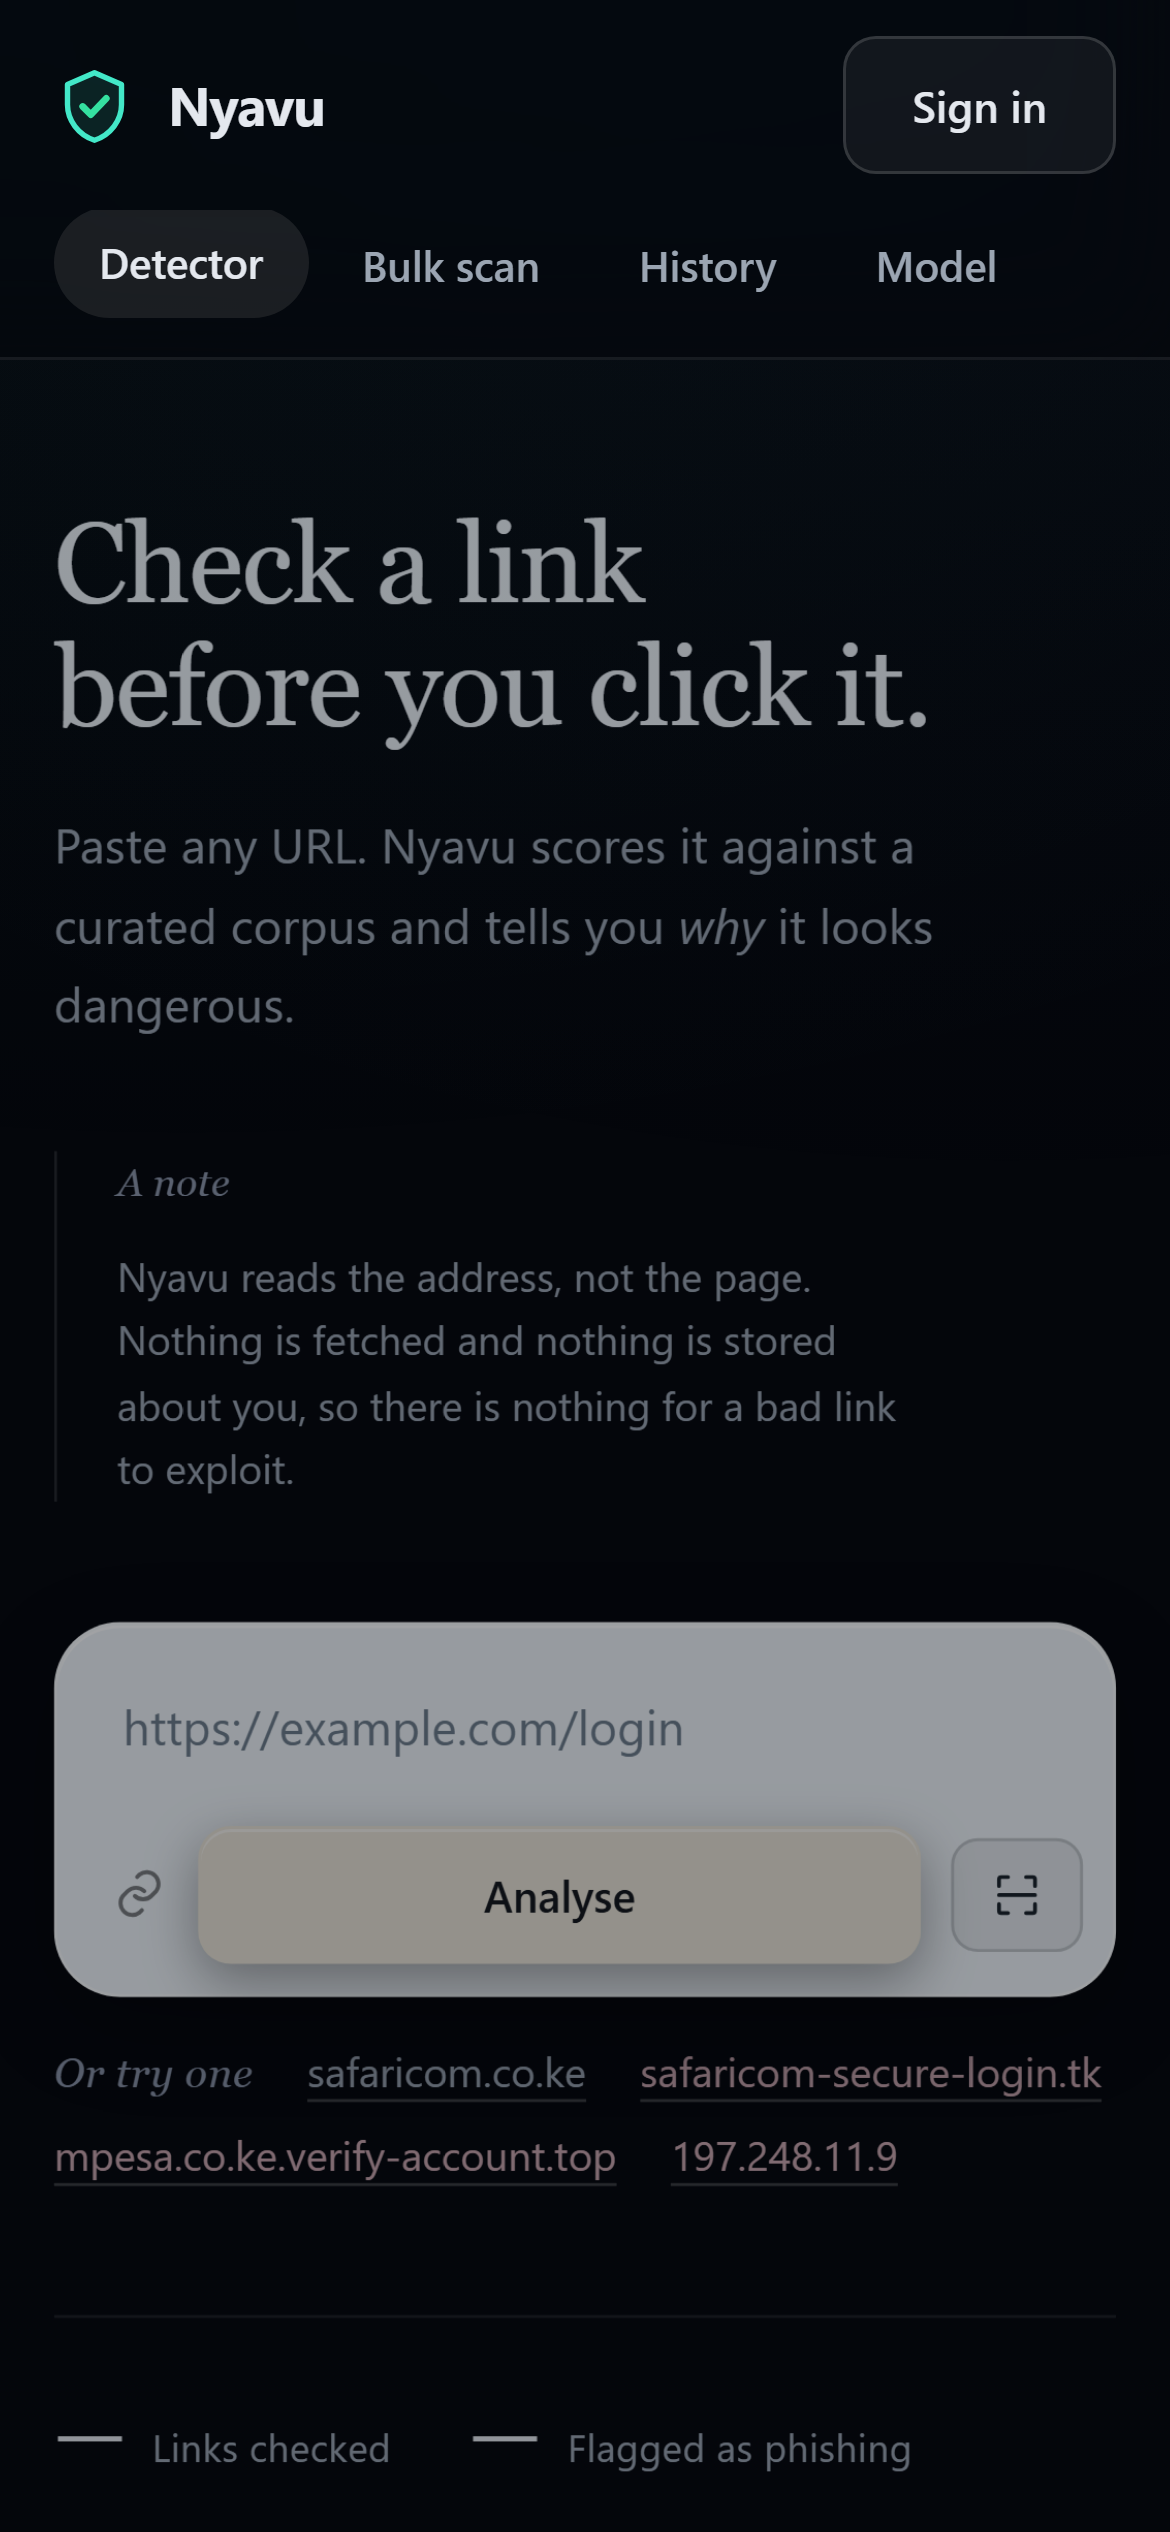 Nyavu
Sign in
Detector Bulk scan History Model
Check a link
before you click it.
Paste any URL. Nyavu scores it against a
curated corpus and tells you why it looks
dangerous.
A note
Nyavu reads the address, not the page.
Nothing is fetched and nothing is stored
about you, so there is nothing for a bad link
to exploit.
https://example.com/login
Analyse
Or try one safaricom.co.ke safaricom-secure-login.tk
mpesa.co.ke.verify-account.top 197.248.11.9
— Links checked — Flagged as phishing